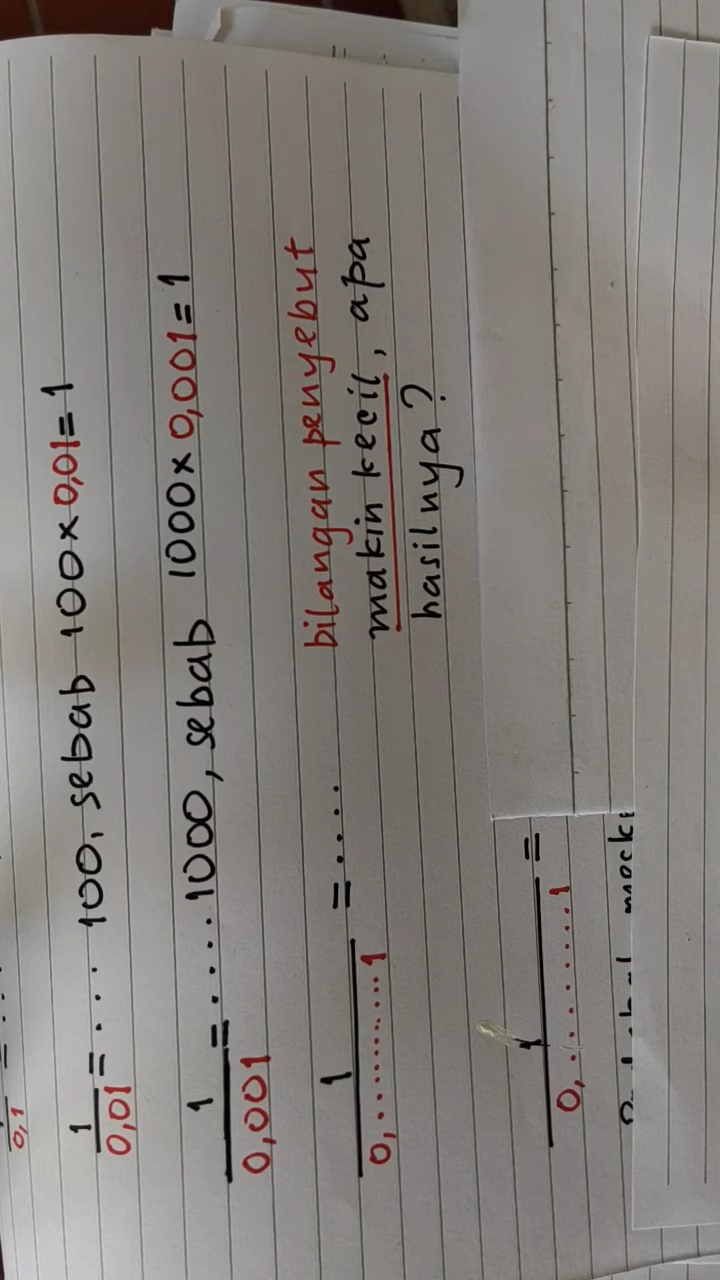 0,1 = ...
1/0,01 = .... 100, sebab 100 x 0,01 = 1
1/0,001 = ..... 1000, sebab 1000 x 0,001 = 1
1/0,..........1 = .... bilangan penyebut
makin kecil, apa
hasilnya?
1/0,..........1 =